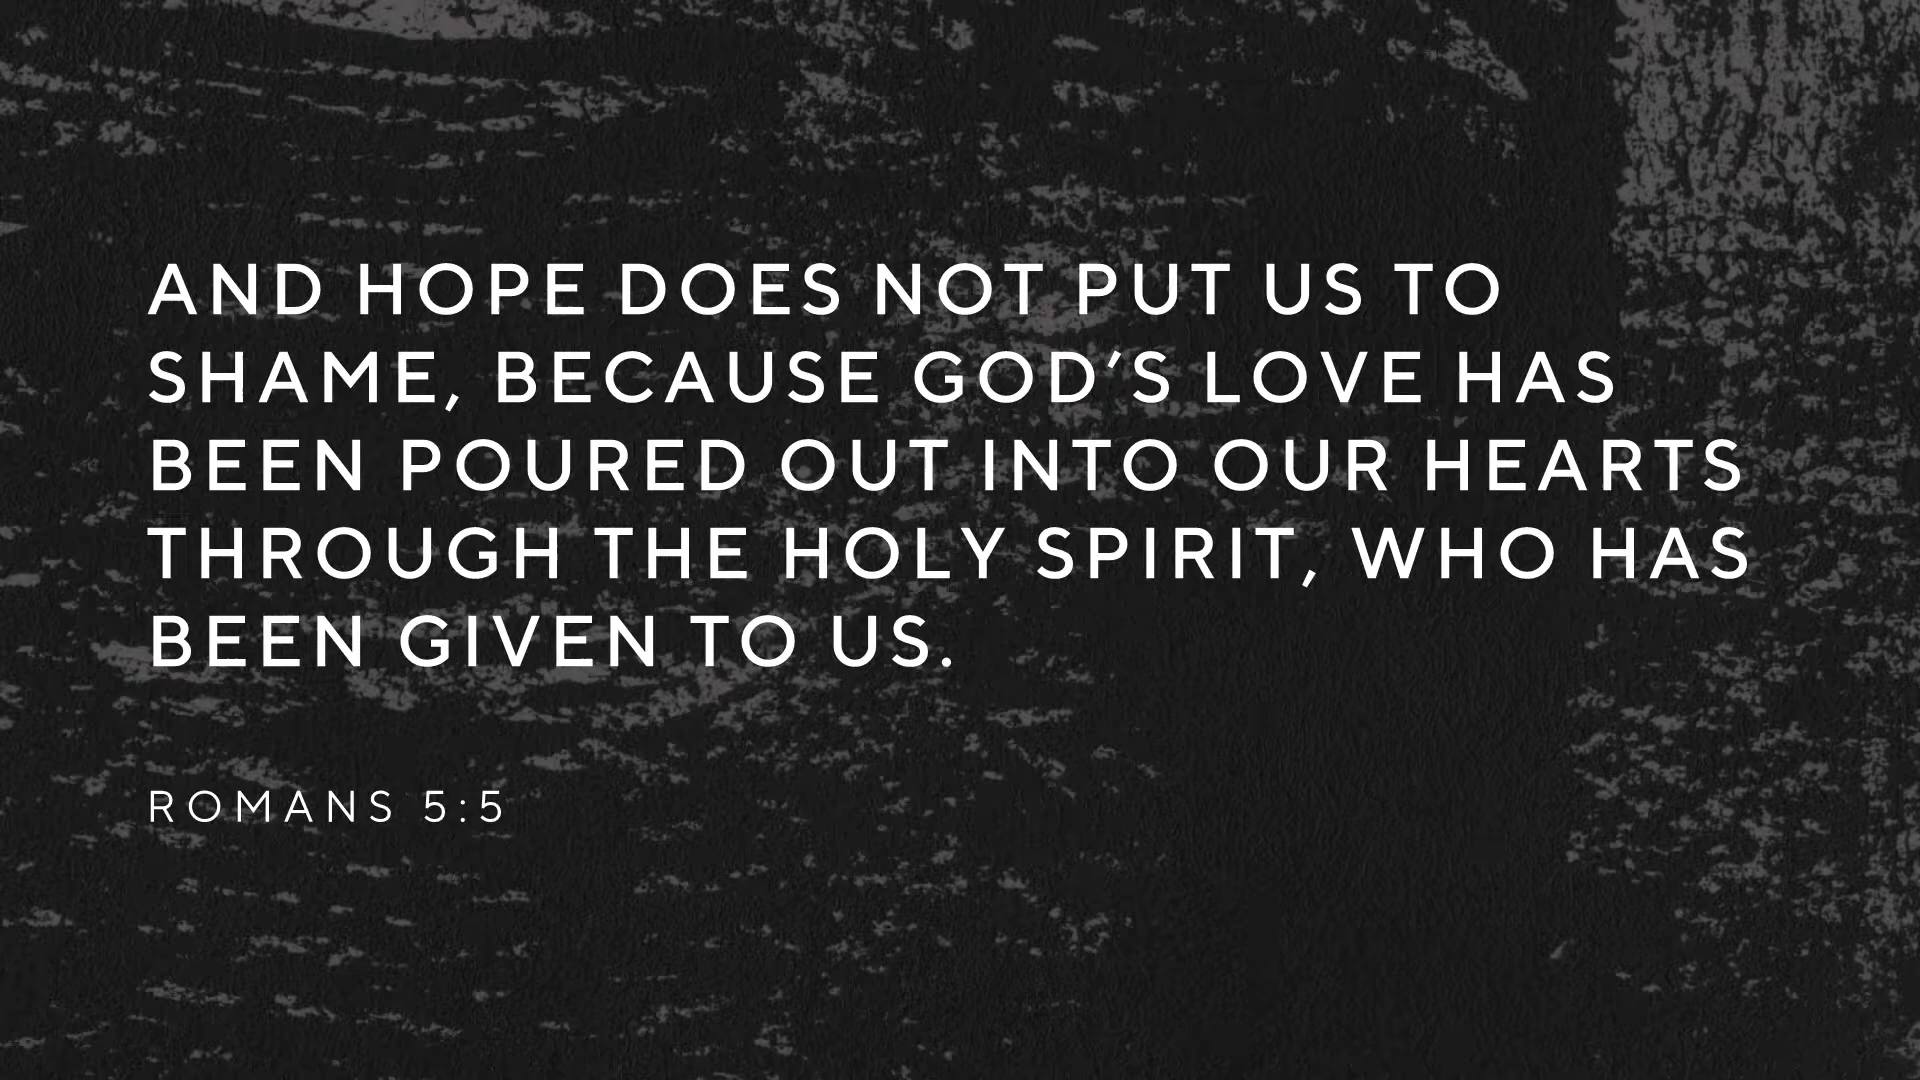 AND HOPE DOES NOT PUT US TO
SHAME, BECAUSE GOD’S LOVE HAS
BEEN POURED OUT INTO OUR HEARTS
THROUGH THE HOLY SPIRIT, WHO HAS
BEEN GIVEN TO US.
ROMANS 5:5